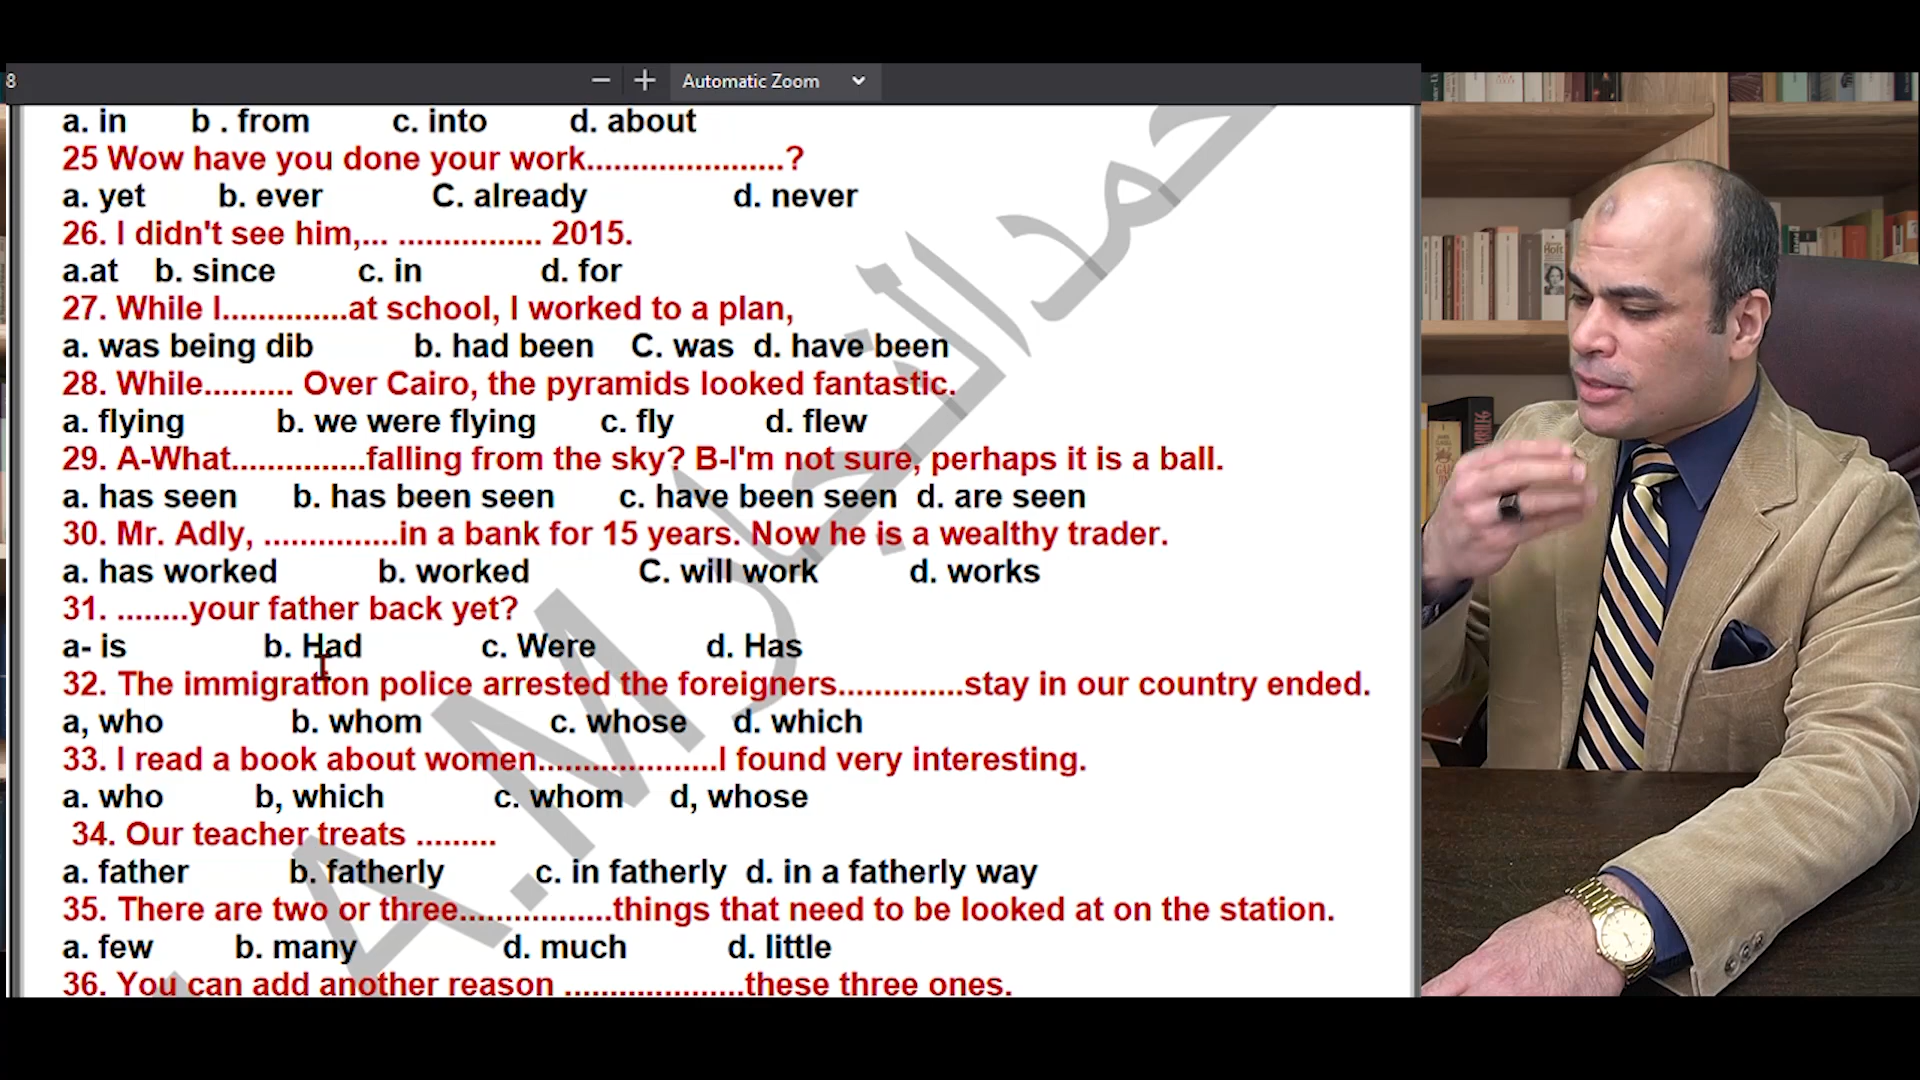 8
Automatic Zoom
a. in b . from c. into d. about
25 Wow have you done your work......................?
a. yet b. ever C. already d. never
26. I didn't see him,... ................ 2015.
a.at b. since c. in d. for
27. While I..............at school, I worked to a plan,
a. was being dib b. had been C. was d. have been
28. While.......... Over Cairo, the pyramids looked fantastic.
a. flying b. we were flying c. fly d. flew
29. A-What...............falling from the sky? B-I'm not sure, perhaps it is a ball.
a. has seen b. has been seen c. have been seen d. are seen
30. Mr. Adly, ...............in a bank for 15 years. Now he is a wealthy trader.
a. has worked b. worked C. will work d. works
31. ........your father back yet?
a- is b. Had c. Were d. Has
32. The immigration police arrested the foreigners..............stay in our country ended.
a, who b. whom c. whose d. which
33. I read a book about women....................I found very interesting.
a. who b, which c. whom d, whose
34. Our teacher treats .........
a. father b. fatherly c. in fatherly d. in a fatherly way
35. There are two or three.................things that need to be looked at on the station.
a. few b. many d. much d. little
36. You can add another reason ....................these three ones.
A.M